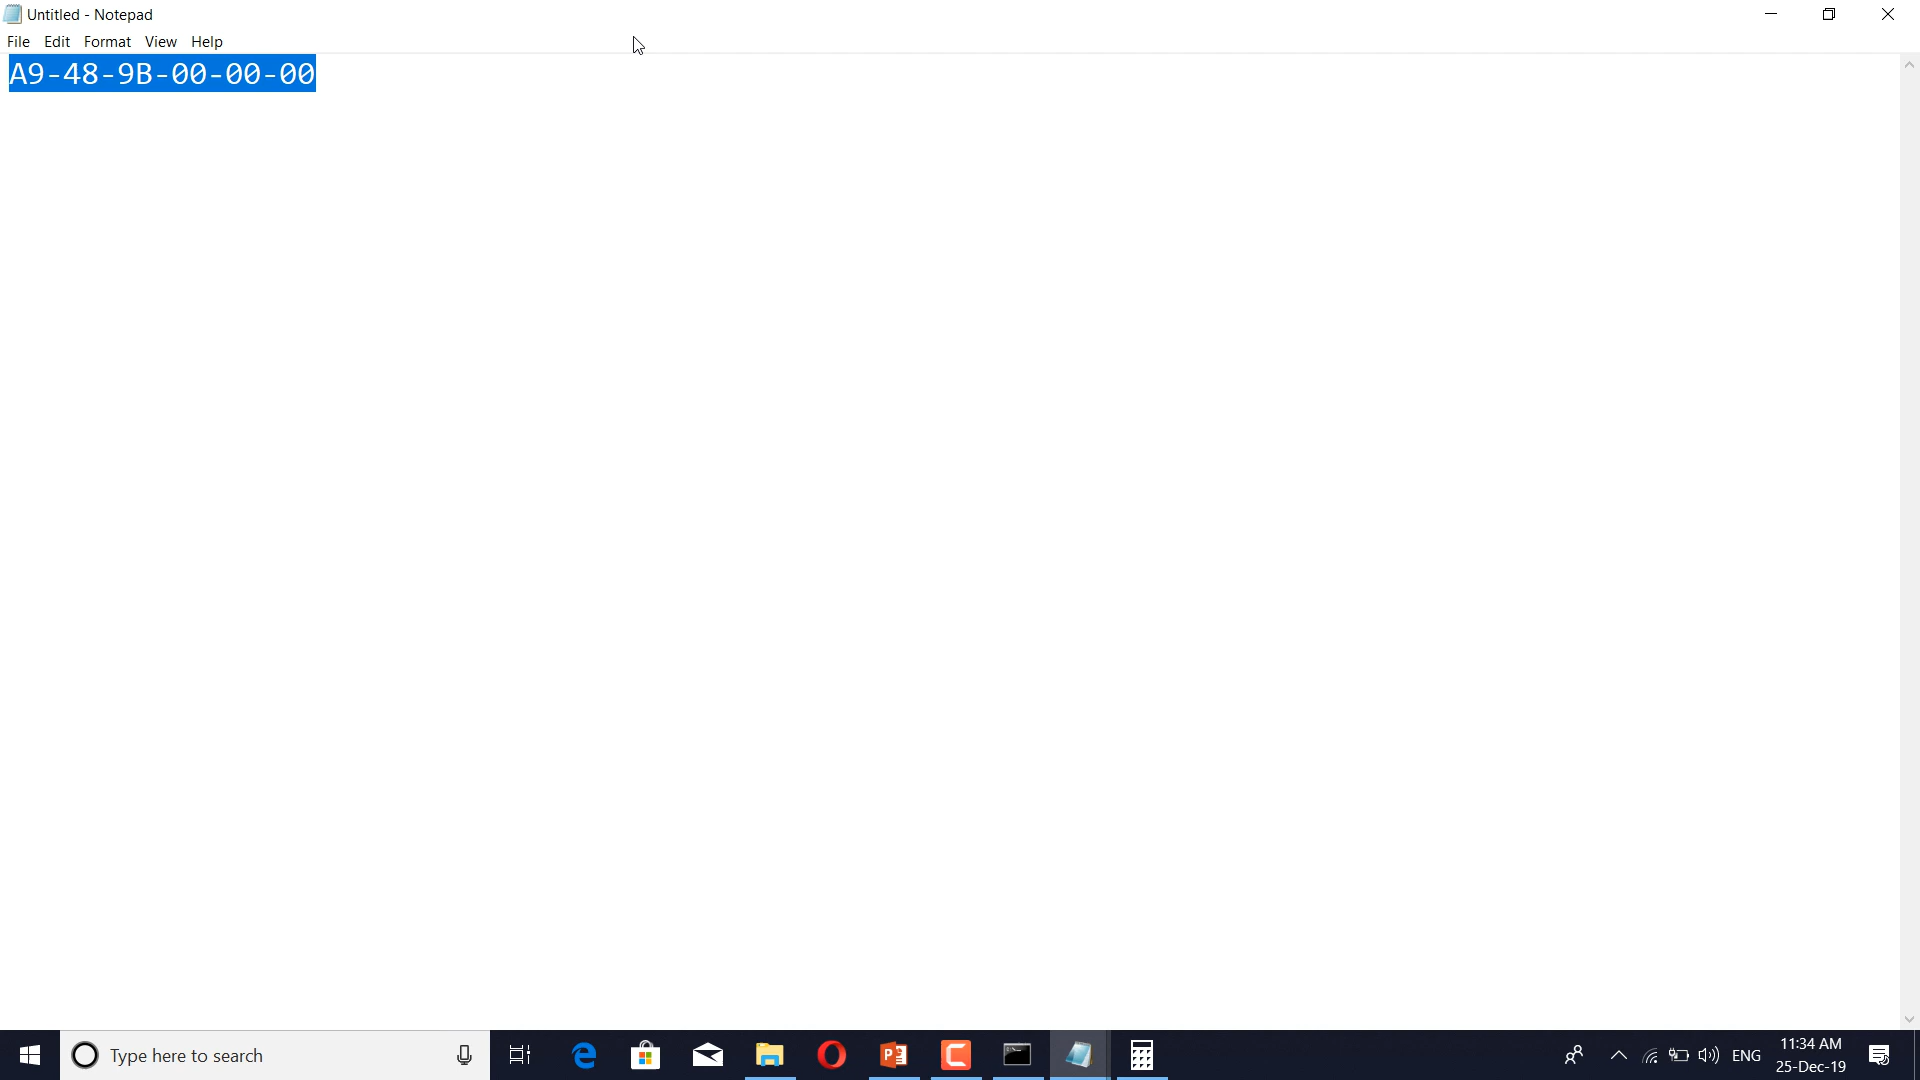 Untitled - Notepad
File Edit Format View Help
A9-48-9B-00-00-00
Type here to search
ENG
11:34 AM
25-Dec-19